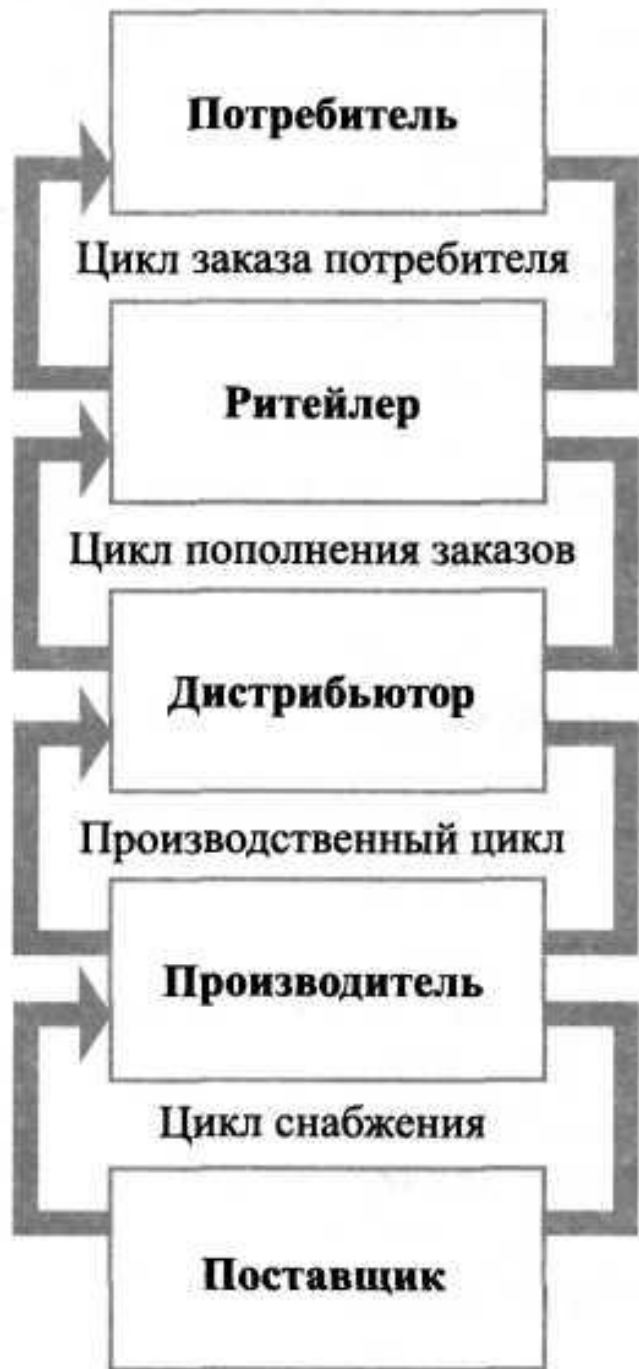 Потребитель
Цикл заказа потребителя
Ритейлер
Цикл пополнения заказов
Дистрибьютор
Производственный цикл
Производитель
Цикл снабжения
Поставщик